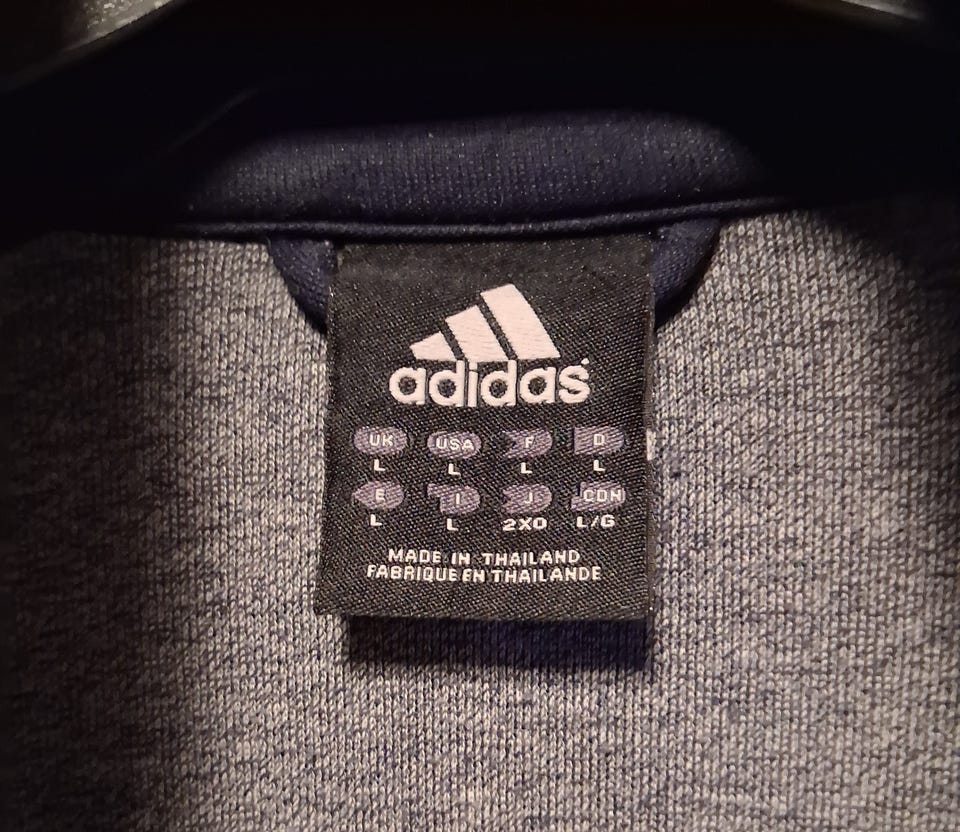 adidas
UK USA F D
L L L L
E I J CDN
L L 2XO L/G
MADE IN THAILAND
FABRIQUE EN THAILANDE